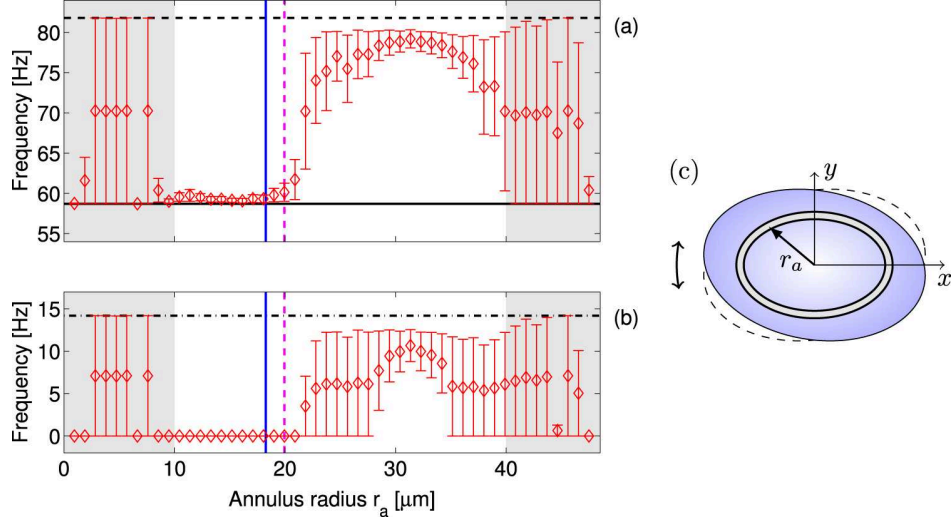 80
75
70
65
60
55
Frequency [Hz]
(a)
15
10
5
0
Frequency [Hz]
(b)
0 10 20 30 40
Annulus radius r_a [μm]
(c)
y
x
r_a